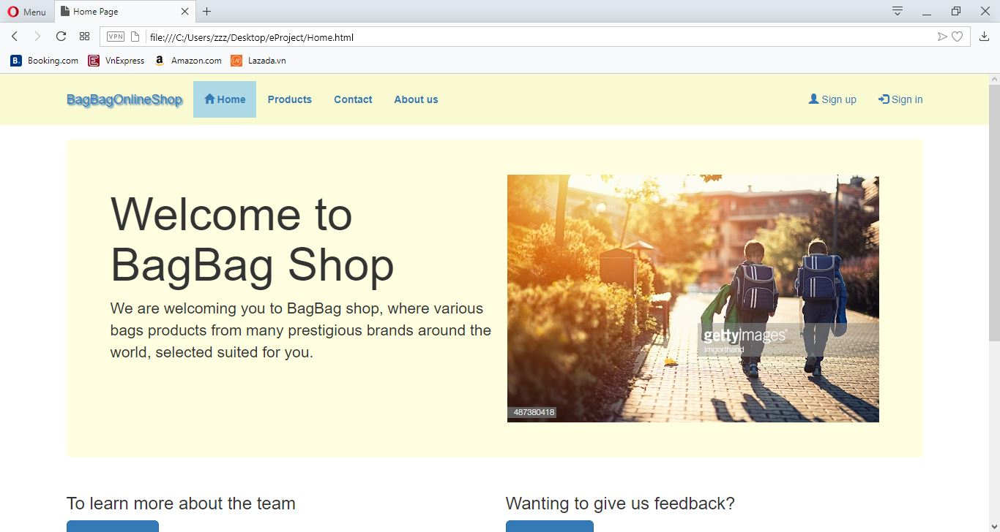 Menu
Home Page
VPN
file:///C:/Users/zzz/Desktop/eProject/Home.html
B. Booking.com
E VnExpress
a Amazon.com
Lazada.vn
BagBagOnlineShop
Home
Products
Contact
About us
Sign up
Sign in
Welcome to
BagBag Shop
We are welcoming you to BagBag shop, where various
bags products from many prestigious brands around the
world, selected suited for you.
gettyimages®
Imgorthand
487380418
To learn more about the team
Wanting to give us feedback?